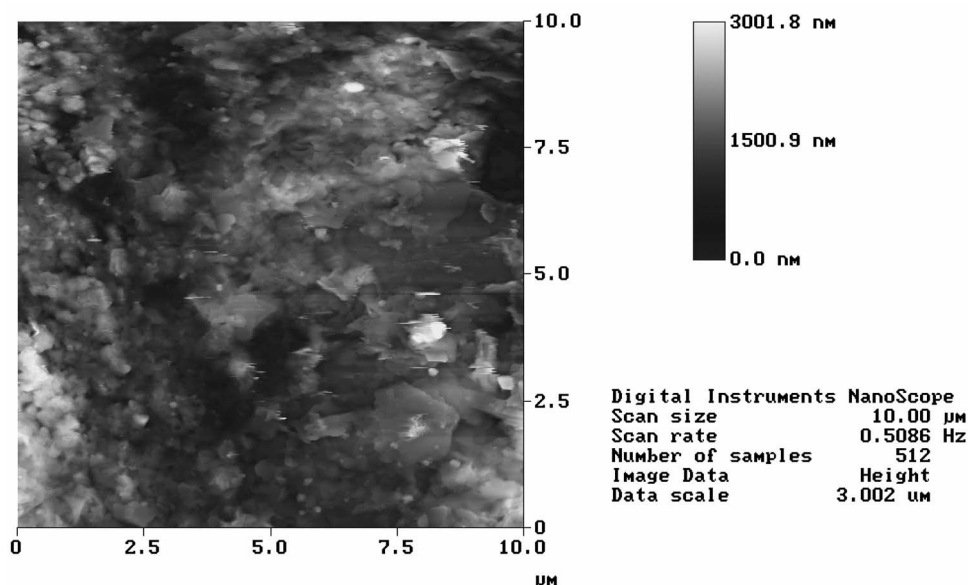 10.0
7.5
5.0
2.5
0
0 2.5 5.0 7.5 10.0
μM
3001.8 nM
1500.9 nM
0.0 nM
Digital Instruments NanoScope
Scan size 10.00 μM
Scan rate 0.5086 Hz
Number of samples 512
Image Data Height
Data scale 3.002 uM